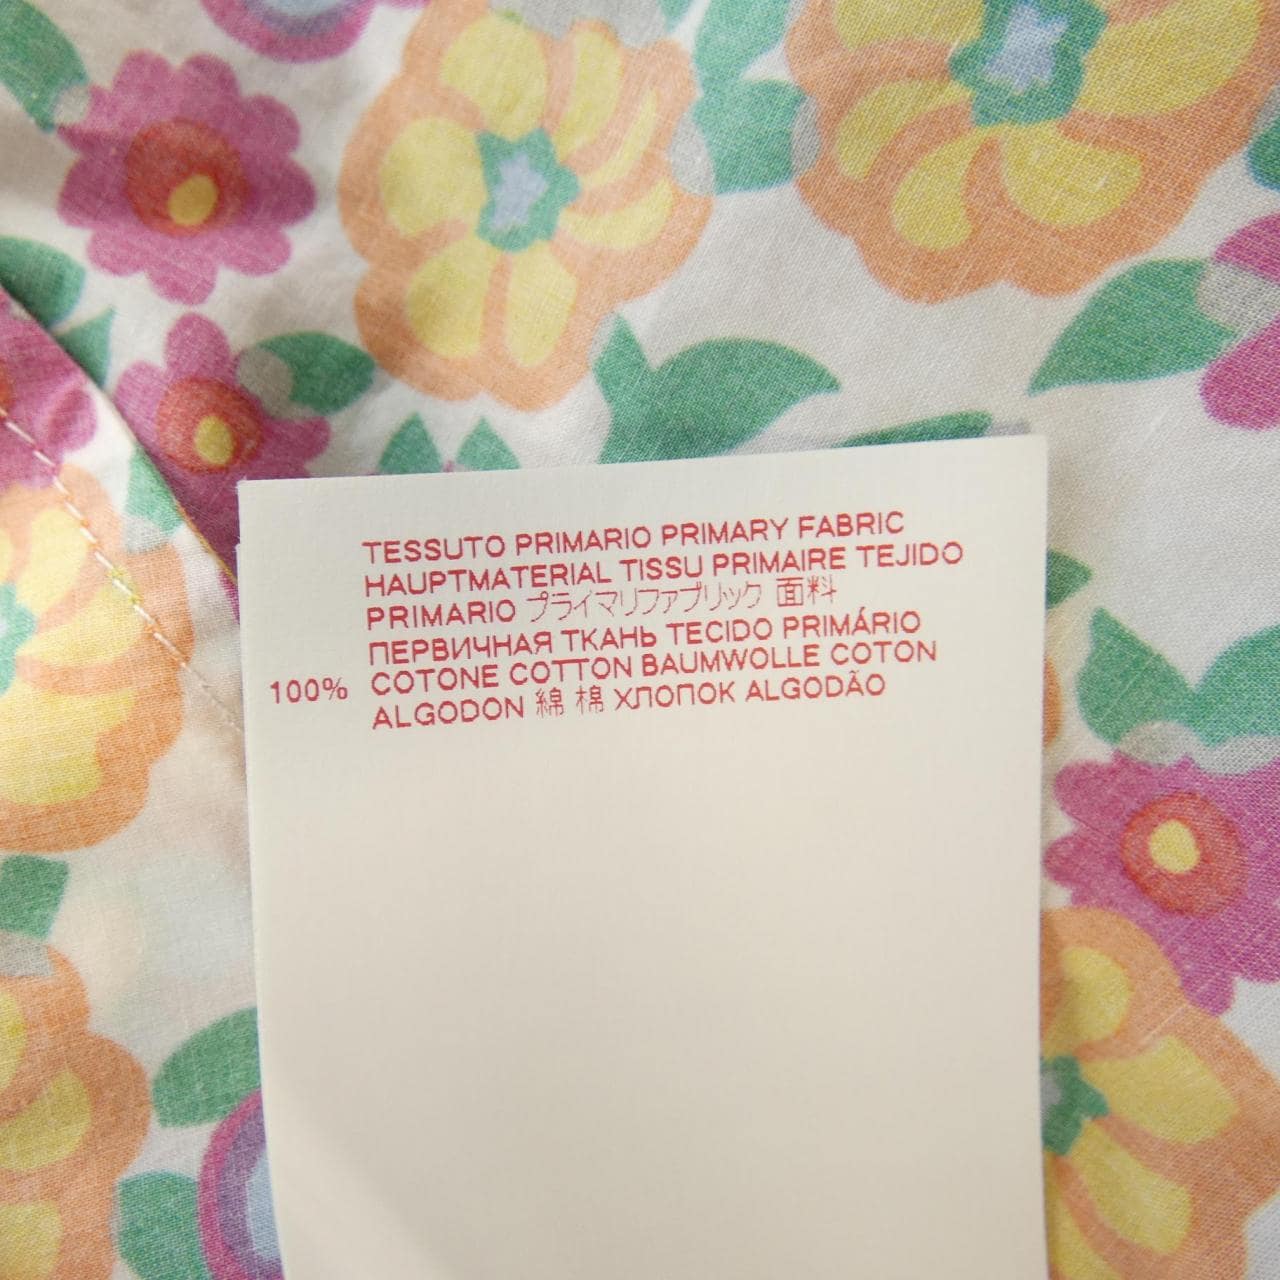 TESSUTO PRIMARIO PRIMARY FABRIC
HAUPTMATERIAL TISSU PRIMAIRE TEJIDO
PRIMARIO プライマリファブリック 面料
ПЕРВИЧНАЯ ТКАНЬ TECIDO PRIMÁRIO
100% COTONE COTTON BAUMWOLLE COTON
ALGODON 綿 棉 ХЛОПОК ALGODÃO